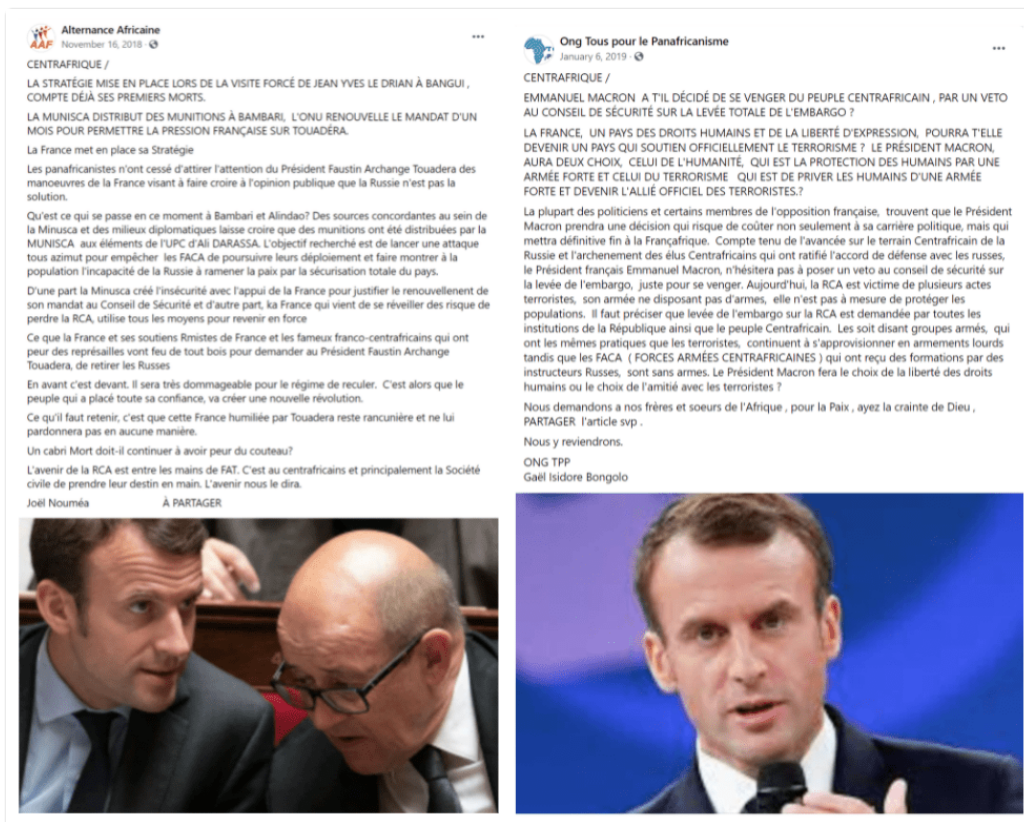 Alternance Africaine
AAF
November 16, 2018 ·
CENTRAFRIQUE /
LA STRATÉGIE MISE EN PLACE LORS DE LA VISITE FORCÉ DE JEAN YVES LE DRIAN À BANGUI ,
COMPTE DÉJÀ SES PREMIERS MORTS.
LA MUNISCA DISTRIBUT DES MUNITIONS À BAMBARI, L'ONU RENOUVELLE LE MANDAT D'UN
MOIS POUR PERMETTRE LA PRESSION FRANÇAISE SUR TOUADÉRA.
La France met en place sa Stratégie
Les panafricanistes n'ont cessé d'attirer l'attention du Président Faustin Archange Touadera des
manoeuvres de la France visant à faire croire à l'opinion publique que la Russie n'est pas la
solution.
Qu'est ce qui se passe en ce moment à Bambari et Alindao? Des sources concordantes au sein de
la Minusca et des milieux diplomatiques laisse croire que des munitions ont été distribuées par la
MUNISCA aux éléments de l'UPC d'Ali DARASSA. L'objectif recherché est de lancer une attaque
tous azimut pour empêcher les FACA de poursuivre leurs déploiement et faire montrer à la
population l'incapacité de la Russie à ramener la paix par la sécurisation totale du pays.
D'une part la Minusca créé l'insécurité avec l'appui de la France pour justifier le renouvellement de
son mandat au Conseil de Sécurité et d'autre part, ka France qui vient de se réveiller des risque de
perdre la RCA, utilise tous les moyens pour revenir en force
Ce que la France et ses soutiens Rmistes de France et les fameux franco-centrafricains qui ont
peur des représailles vont feu de tout bois pour demander au Président Faustin Archange
Touadera, de retirer les Russes
En avant c'est devant. Il sera très dommageable pour le régime de reculer. C'est alors que le
peuple qui a placé toute sa confiance, va créer une nouvelle révolution.
Ce qu'il faut retenir, c'est que cette France humiliée par Touadera reste rancunière et ne lui
pardonnera pas en aucune manière.
Un cabri Mort doit-il continuer à avoir peur du couteau?
L'avenir de la RCA est entre les mains de FAT. C'est au centrafricains et principalement la Société
civile de prendre leur destin en main. L'avenir nous le dira.
Joël Nouméa À PARTAGER
Ong Tous pour le Panafricanisme
January 6, 2019 ·
CENTRAFRIQUE /
EMMANUEL MACRON A T'IL DÉCIDÉ DE SE VENGER DU PEUPLE CENTRAFRICAIN , PAR UN VETO
AU CONSEIL DE SÉCURITÉ SUR LA LEVÉE TOTALE DE L'EMBARGO ?
LA FRANCE, UN PAYS DES DROITS HUMAINS ET DE LA LIBERTÉ D'EXPRESSION, POURRA T'ELLE
DEVENIR UN PAYS QUI SOUTIENT OFFICIELLEMENT LE TERRORISME ? LE PRÉSIDENT MACRON,
AURA DEUX CHOIX, CELUI DE L'HUMANITÉ, QUI EST LA PROTECTION DES HUMAINS PAR UNE
ARMÉE FORTE ET CELUI DU TERRORISME QUI EST DE PRIVER LES HUMAINS D'UNE ARMÉE
FORTE ET DEVENIR L'ALLIÉ OFFICIEL DES TERRORISTES.?
La plupart des politiciens et certains membres de l'opposition française, trouvent que le Président
Macron prendra une décision qui risque de coûter non seulement à sa carrière politique, mais qui
mettra définitive fin à la Françafrique. Compte tenu de l'avancée sur le terrain Centrafricain de la
Russie et l'archenement des élus Centrafricains qui ont ratifié l'accord de défense avec les russes,
le Président français Emmanuel Macron, n'hésitera pas à poser un veto au conseil de sécurité sur
la levée de l'embargo, juste pour se venger. Aujourd'hui, la RCA est victime de plusieurs actes
terroristes, son armée ne disposant pas d'armes, elle n'est pas à mesure de protéger les
populations. Il faut préciser que levée de l'embargo sur la RCA est demandée par toutes les
institutions de la République ainsi que le peuple Centrafricain. Les soit disant groupes armés, qui
ont les mêmes pratiques que les terroristes, continuent à s'approvisionner en armements lourds
tandis que les FACA ( FORCES ARMÉES CENTRAFRICAINES ) qui ont reçu des formations par des
instructeurs Russes, sont sans armes. Le Président Macron fera le choix de la liberté des droits
humains ou le choix de l'amitié avec les terroristes ?
Nous demandons a nos frères et soeurs de l'Afrique , pour la Paix , ayez la crainte de Dieu ,
PARTAGER l'article svp .
Nous y reviendrons.
ONG TPP
Gaël Isidore Bongolo